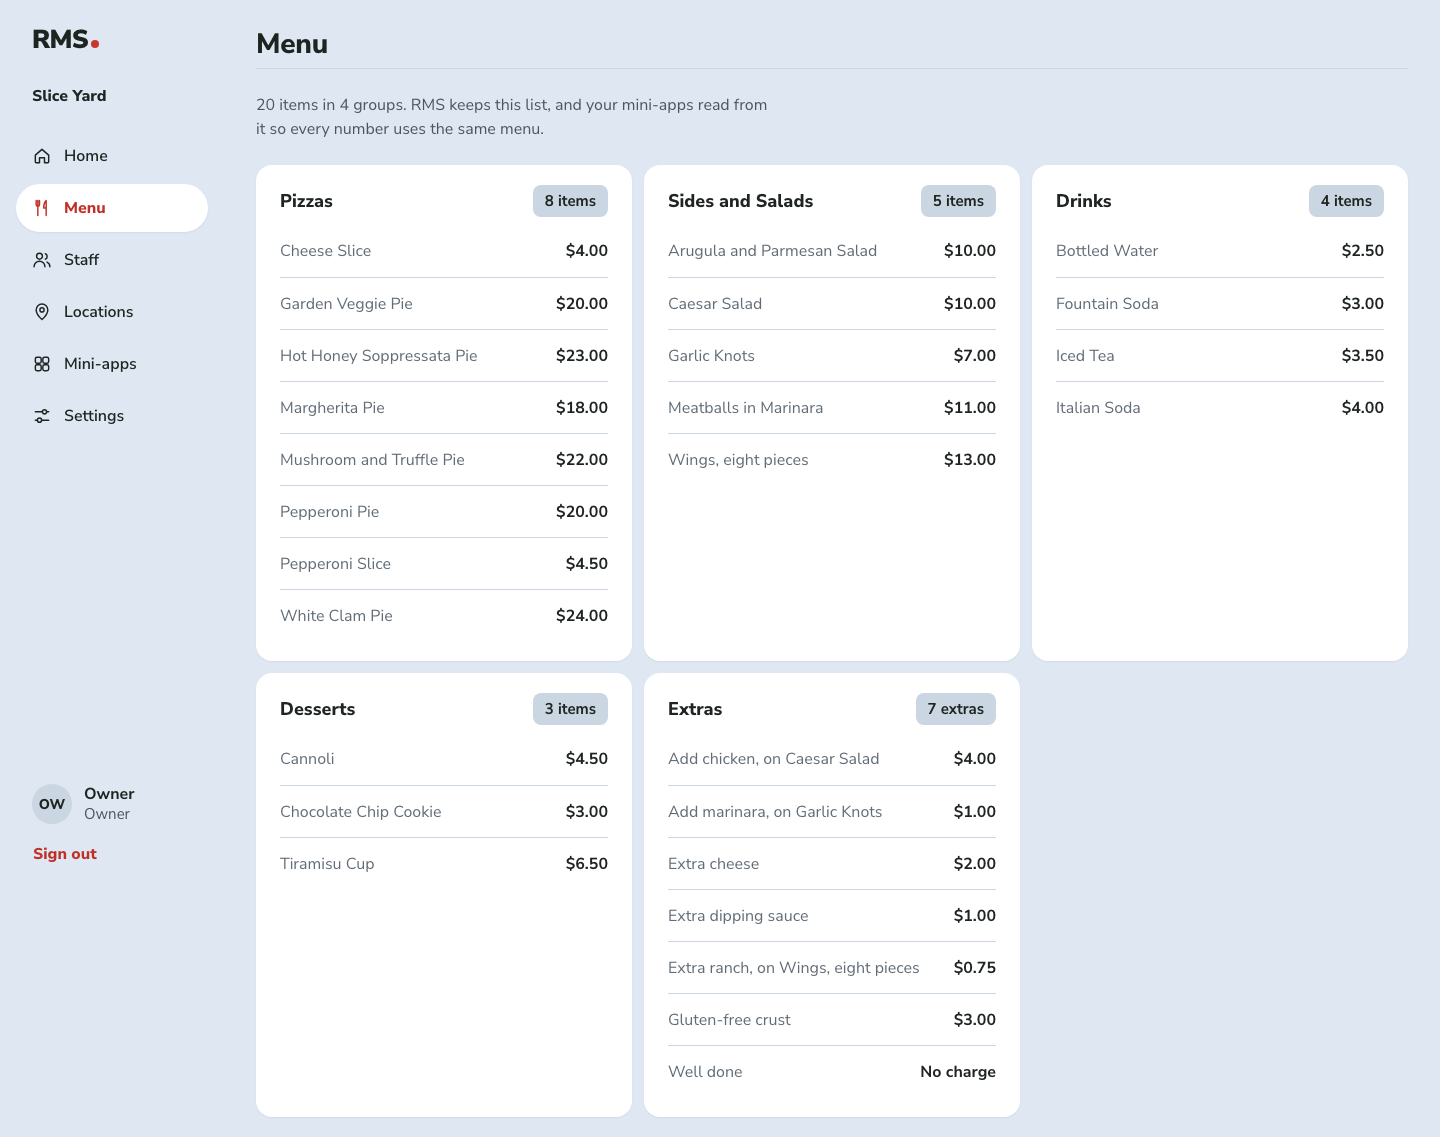 RMS.
Slice Yard
Home
Menu
Staff
Locations
Mini-apps
Settings
OW
Owner
Owner
Sign out
Menu
20 items in 4 groups. RMS keeps this list, and your mini-apps read from
it so every number uses the same menu.
Pizzas 8 items
Cheese Slice $4.00
Garden Veggie Pie $20.00
Hot Honey Soppressata Pie $23.00
Margherita Pie $18.00
Mushroom and Truffle Pie $22.00
Pepperoni Pie $20.00
Pepperoni Slice $4.50
White Clam Pie $24.00
Sides and Salads 5 items
Arugula and Parmesan Salad $10.00
Caesar Salad $10.00
Garlic Knots $7.00
Meatballs in Marinara $11.00
Wings, eight pieces $13.00
Drinks 4 items
Bottled Water $2.50
Fountain Soda $3.00
Iced Tea $3.50
Italian Soda $4.00
Desserts 3 items
Cannoli $4.50
Chocolate Chip Cookie $3.00
Tiramisu Cup $6.50
Extras 7 extras
Add chicken, on Caesar Salad $4.00
Add marinara, on Garlic Knots $1.00
Extra cheese $2.00
Extra dipping sauce $1.00
Extra ranch, on Wings, eight pieces $0.75
Gluten-free crust $3.00
Well done No charge